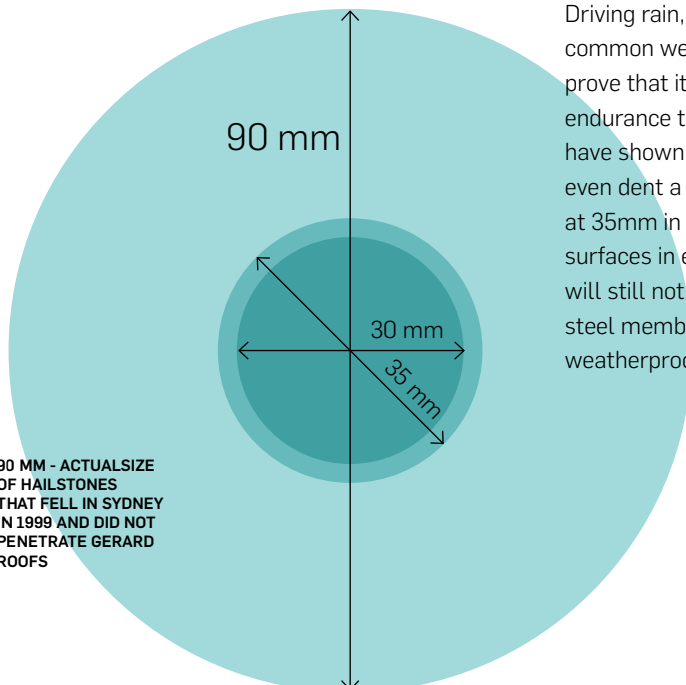 Driving rain,
common we
prove that it
endurance t
have shown
even dent a
at 35mm in
surfaces in e
will still not
steel memb
weatherproo
90 mm
30 mm
35 mm
90 MM - ACTUALSIZE
OF HAILSTONES
THAT FELL IN SYDNEY
IN 1999 AND DID NOT
PENETRATE GERARD
ROOFS